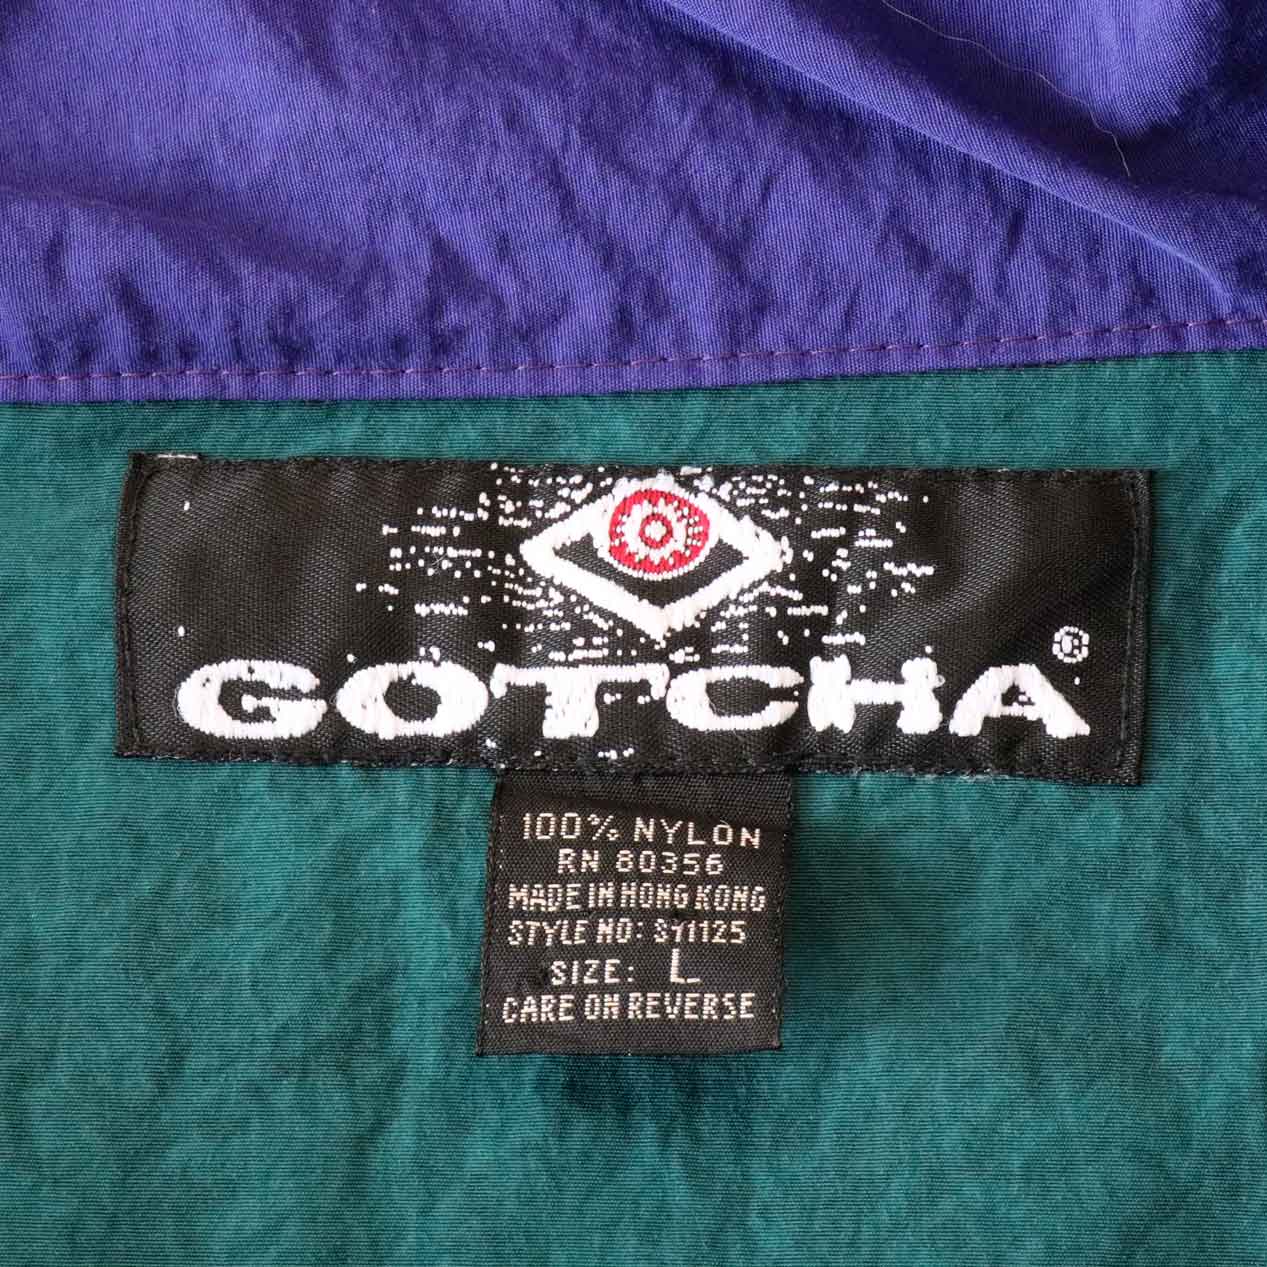 GOTCHA®
100% NYLON
RN 80356
MADE IN HONG KONG
STYLE NO: SY1125
SIZE: L
CARE ON REVERSE